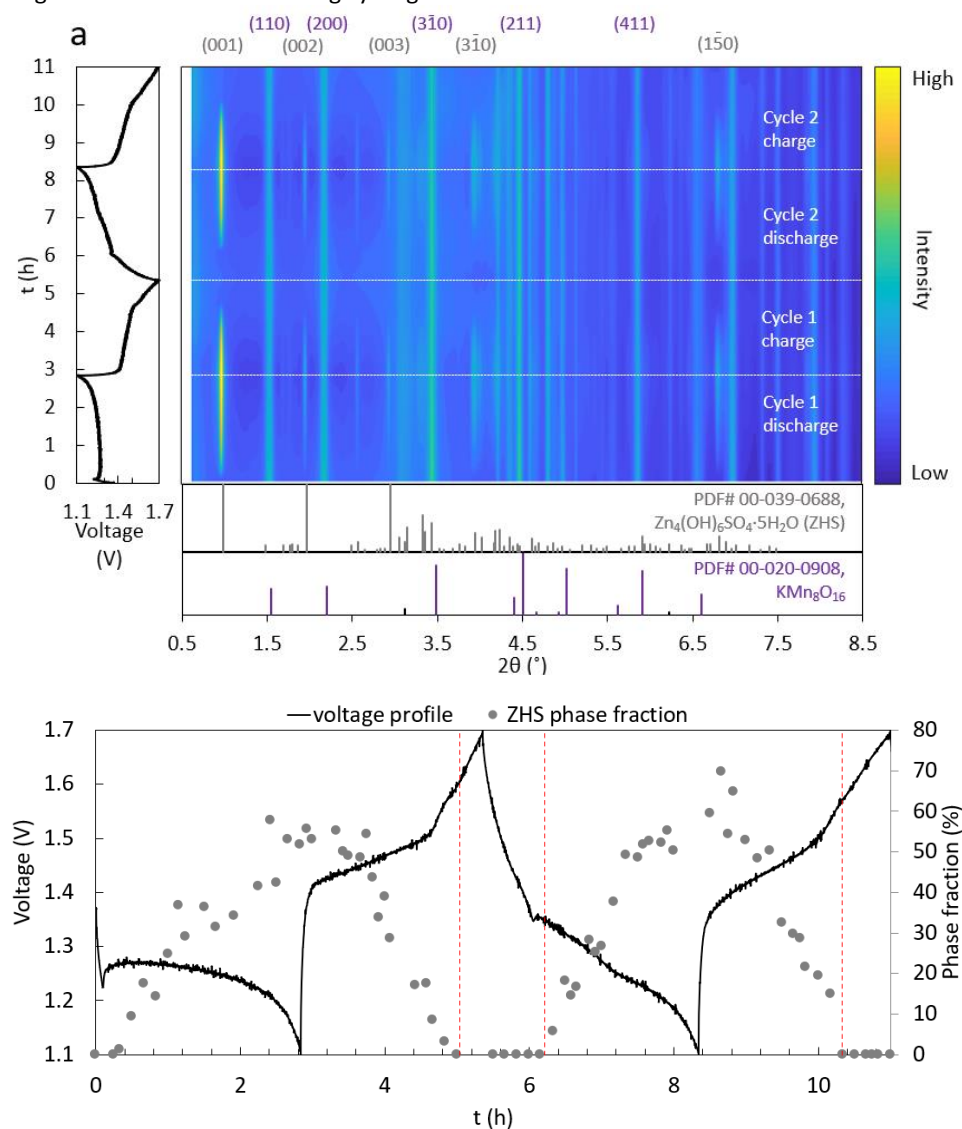 a
(110) (200) (31̄0) (211) (411)
(001) (002) (003) (31̄0) (15̄0)
11
10
9
8
7
6
5
4
3
2
1
0
t (h)
1.1 1.4 1.7
Voltage
(V)
Cycle 2
charge
Cycle 2
discharge
Cycle 1
charge
Cycle 1
discharge
High
Intensity
Low
PDF# 00-039-0688,
Zn₄(OH)₆SO₄·5H₂O (ZHS)
PDF# 00-020-0908,
KMn₈O₁₆
0.5 1.5 2.5 3.5 4.5 5.5 6.5 7.5 8.5
2θ (˚)
voltage profile ZHS phase fraction
1.7
1.6
1.5
1.4
1.3
1.2
1.1
Voltage (V)
80
70
60
50
40
30
20
10
0
Phase fraction (%)
0 2 4 6 8 10
t (h)